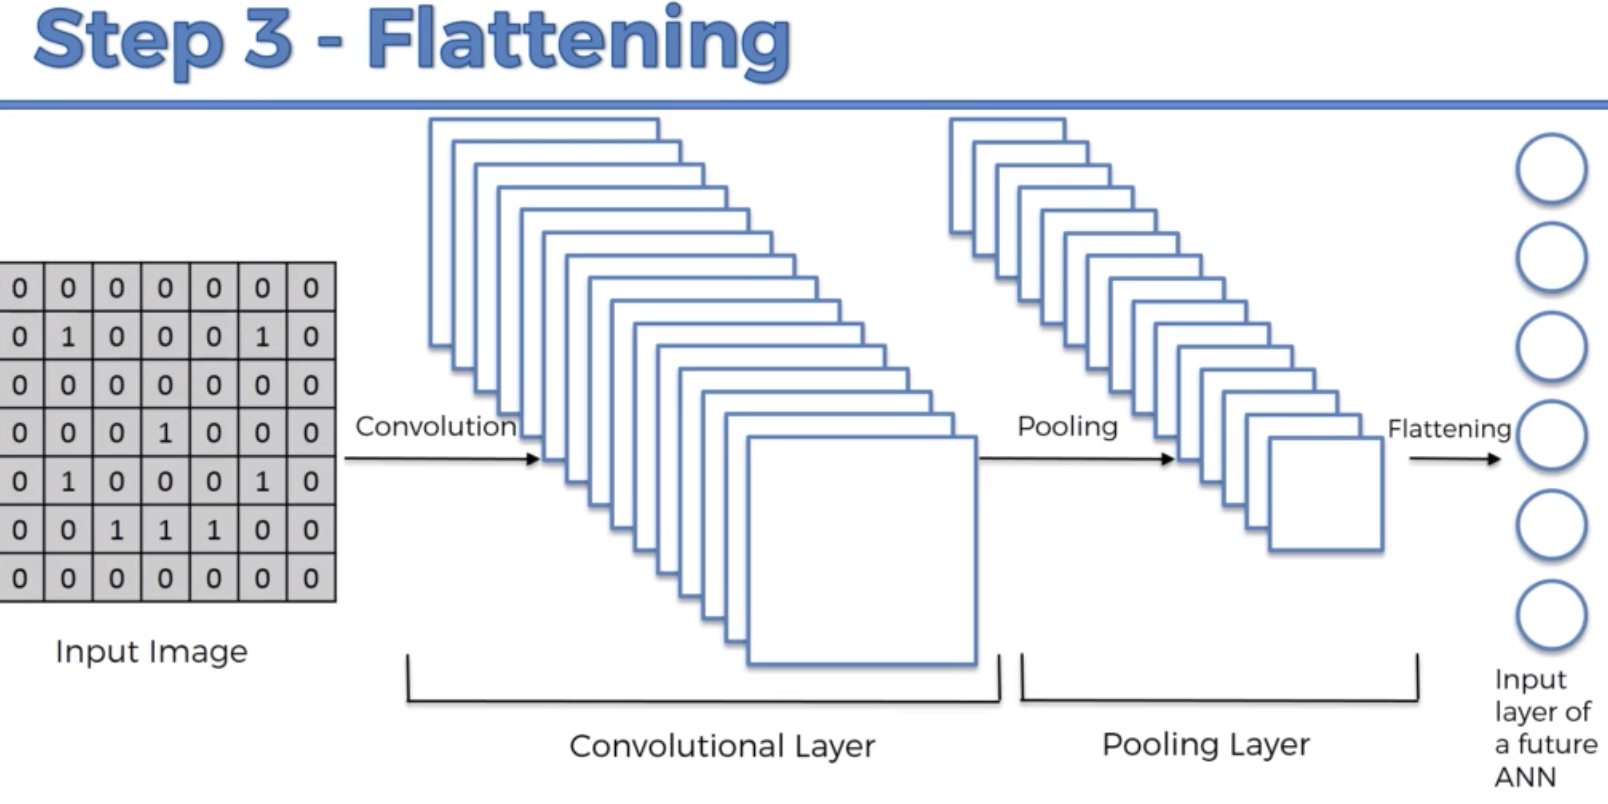 Step 3 - Flattening
0 0 0 0 0 0 0
0 1 0 0 0 1 0
0 0 0 0 0 0 0
0 0 0 1 0 0 0
0 1 0 0 0 1 0
0 0 1 1 1 0 0
0 0 0 0 0 0 0
Input Image
Convolution
Convolutional Layer
Pooling
Pooling Layer
Flattening
Input
layer of
a future
ANN